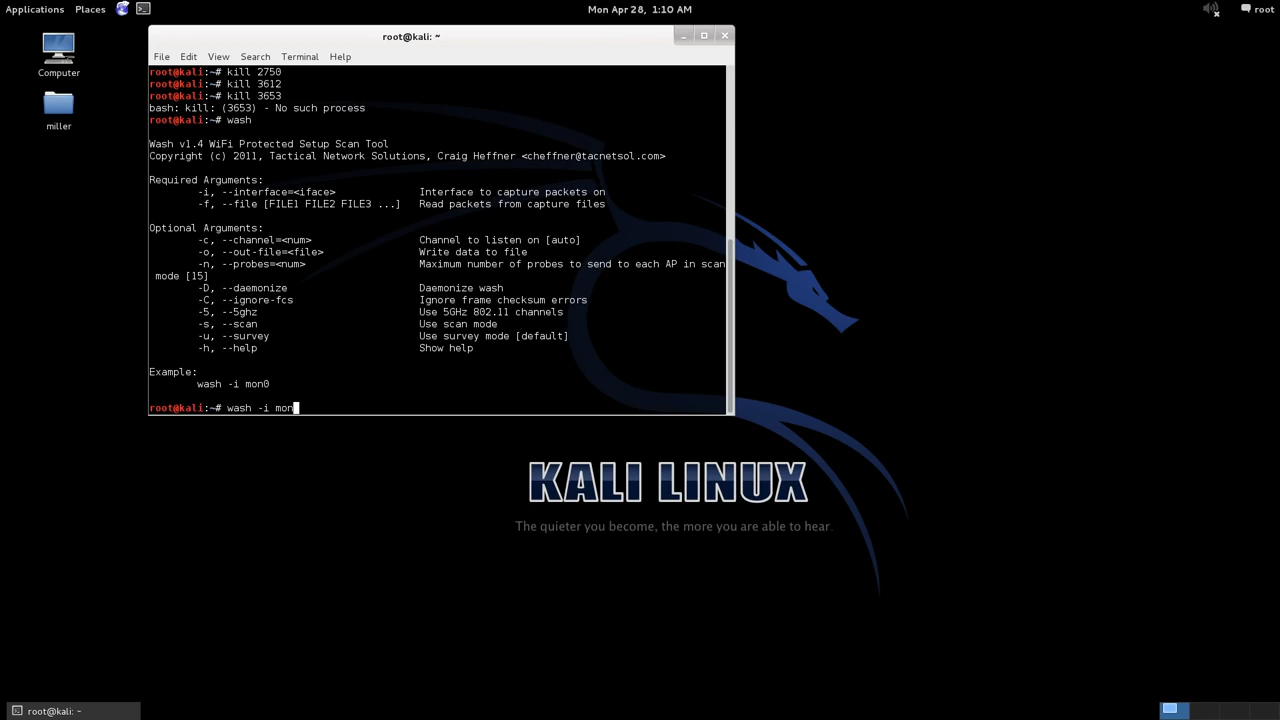 Applications Places Mon Apr 28, 1:10 AM root
Computer
miller
root@kali: ~
File Edit View Search Terminal Help
root@kali:~# kill 2750
root@kali:~# kill 3612
root@kali:~# kill 3653
bash: kill: (3653) - No such process
root@kali:~# wash
Wash v1.4 WiFi Protected Setup Scan Tool
Copyright (c) 2011, Tactical Network Solutions, Craig Heffner <cheffner@tacnetsol.com>
Required Arguments:
-i, --interface=<iface> Interface to capture packets on
-f, --file [FILE1 FILE2 FILE3 ...] Read packets from capture files
Optional Arguments:
-c, --channel=<num> Channel to listen on [auto]
-o, --out-file=<file> Write data to file
-n, --probes=<num> Maximum number of probes to send to each AP in scan
mode [15]
-D, --daemonize Daemonize wash
-C, --ignore-fcs Ignore frame checksum errors
-5, --5ghz Use 5GHz 802.11 channels
-s, --scan Use scan mode
-u, --survey Use survey mode [default]
-h, --help Show help
Example:
wash -i mon0
root@kali:~# wash -i mon
KALI LINUX
The quieter you become, the more you are able to hear.
root@kali: ~